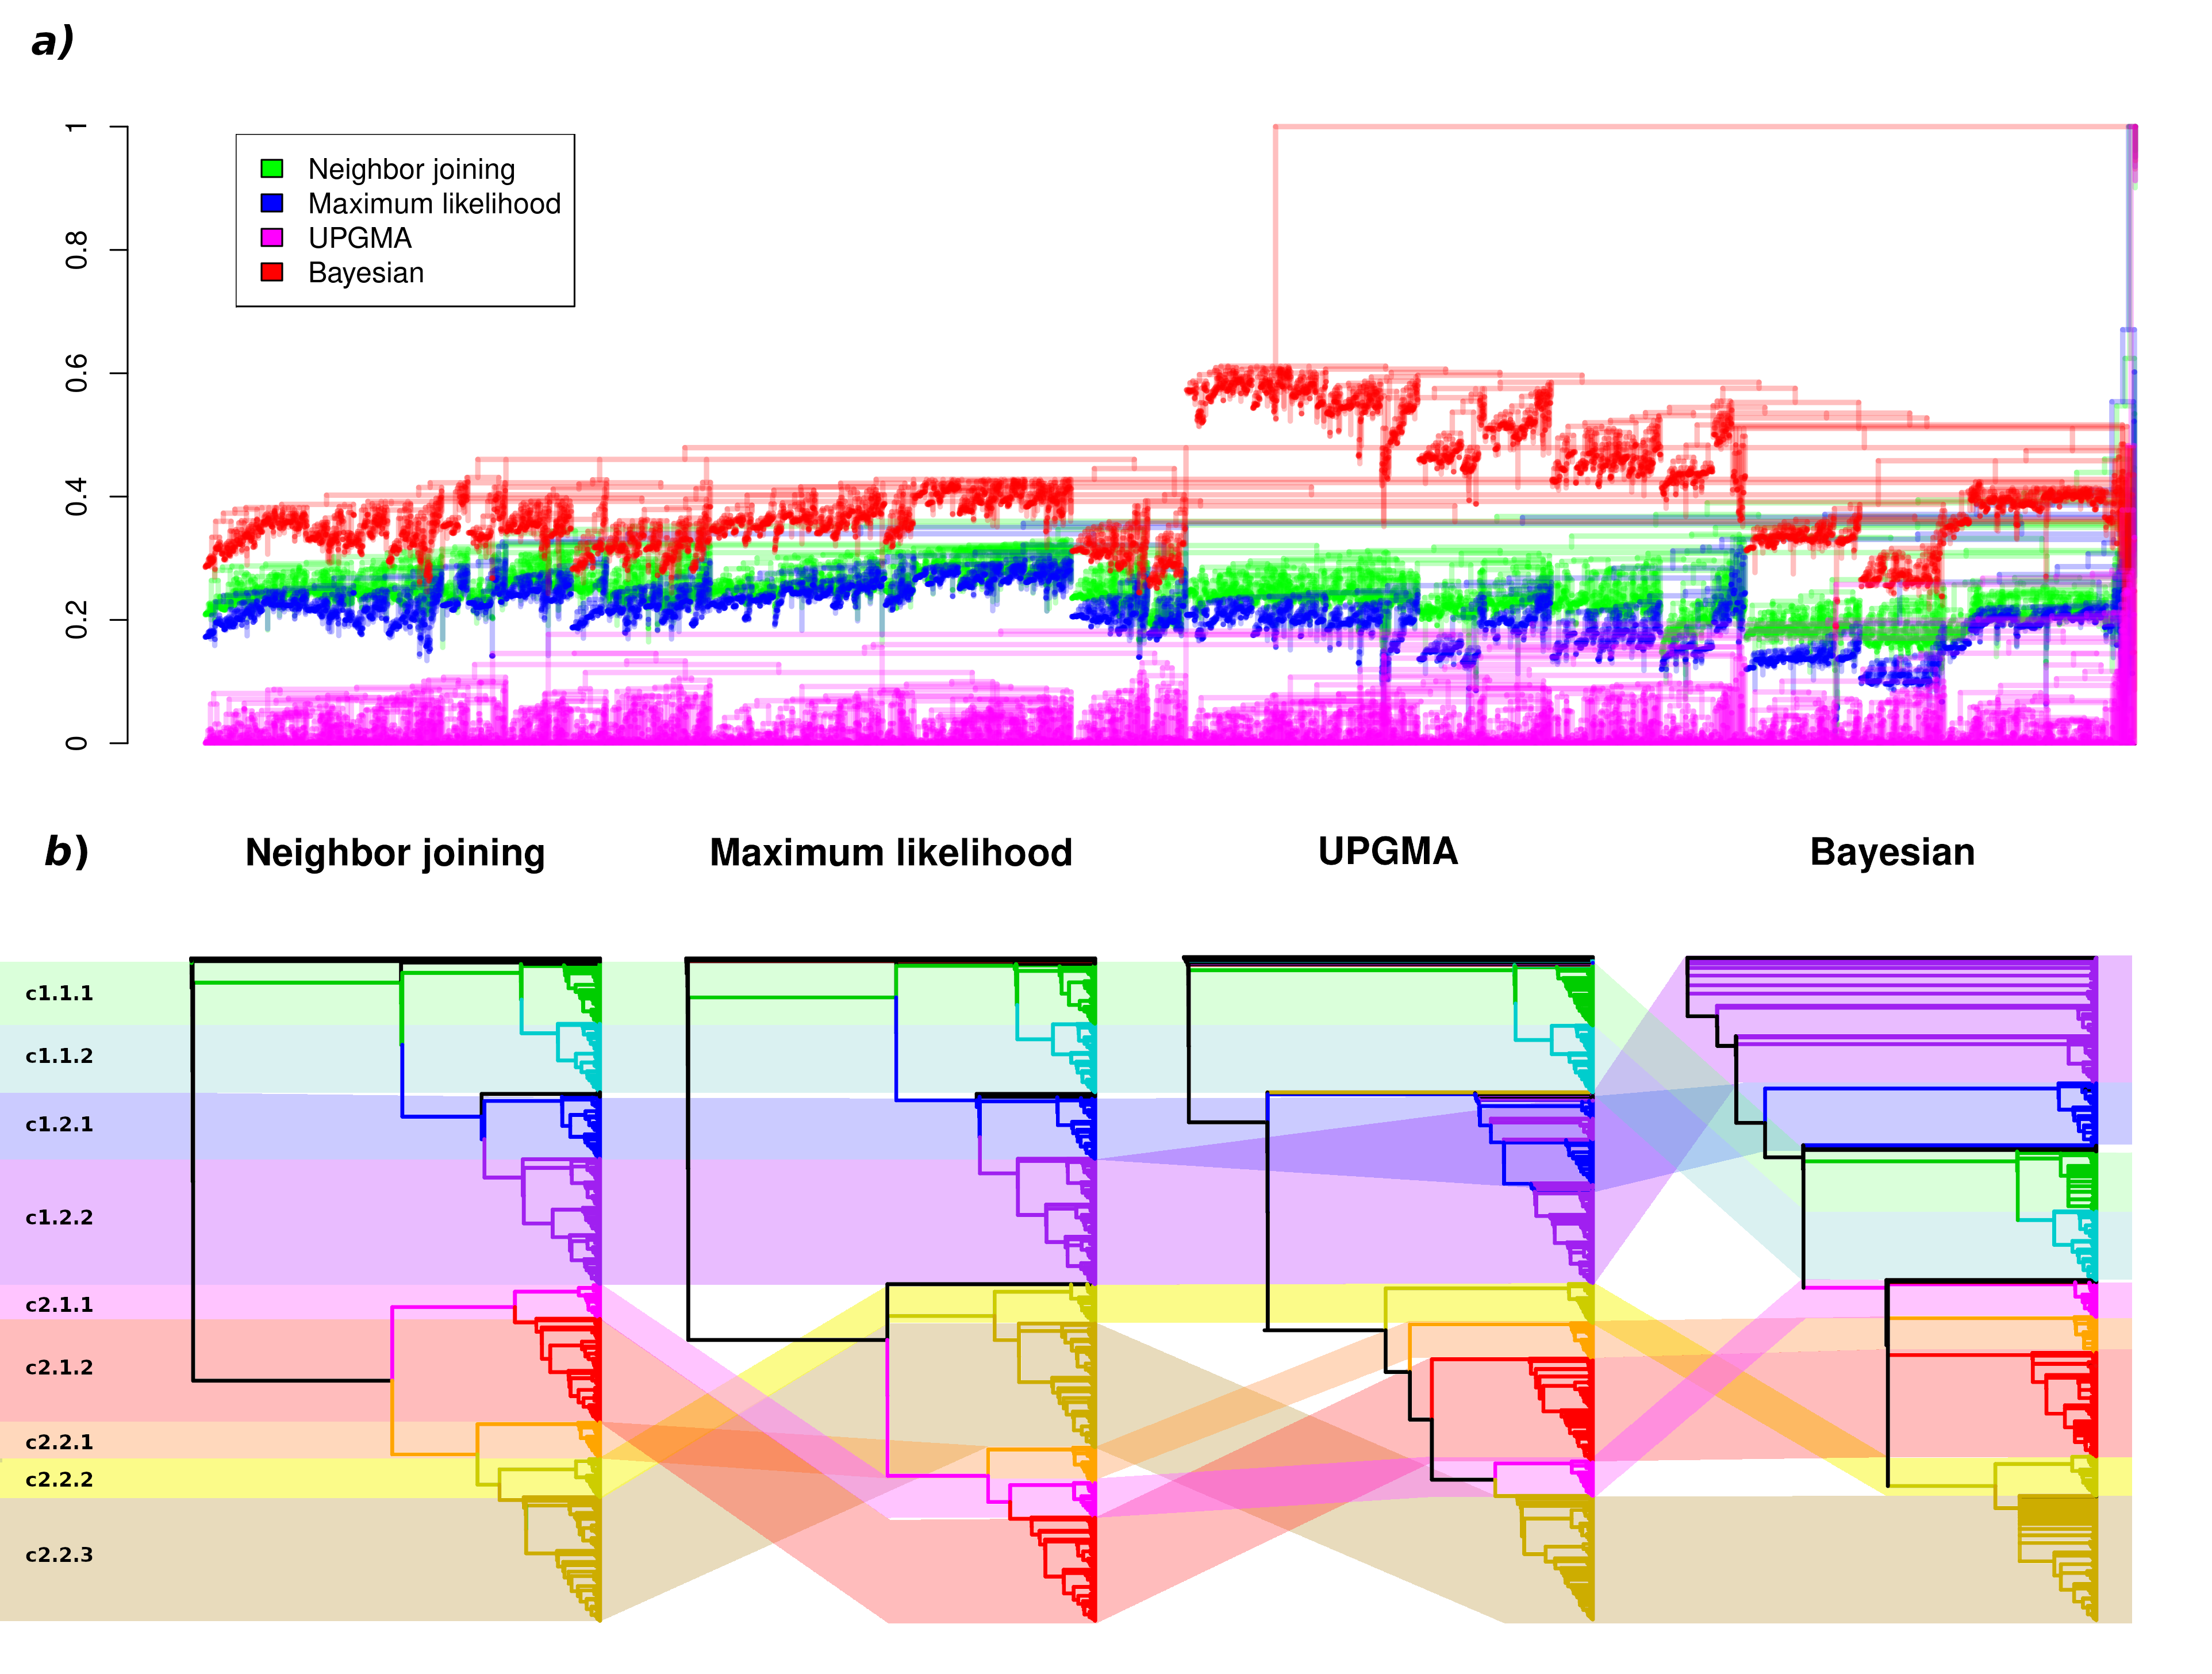 a)
1
0.8
0.6
0.4
0.2
0
Neighbor joining
Maximum likelihood
UPGMA
Bayesian
b)
Neighbor joining
Maximum likelihood
UPGMA
Bayesian
c1.1.1
c1.1.2
c1.2.1
c1.2.2
c2.1.1
c2.1.2
c2.2.1
c2.2.2
c2.2.3